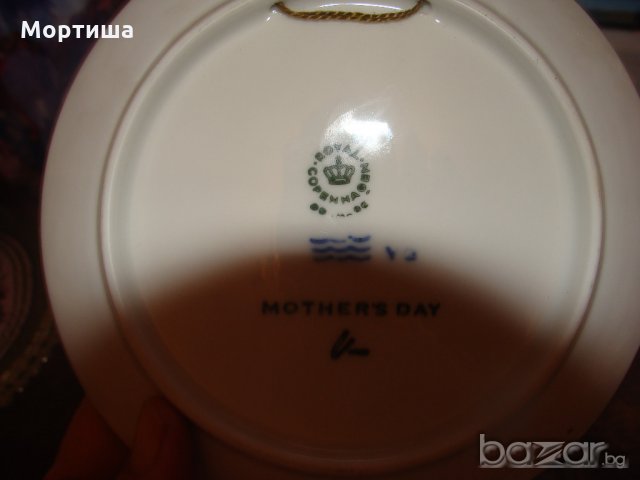 Мортиша
ROYAL COPENHAGEN
MOTHER'S DAY
bazar.bg